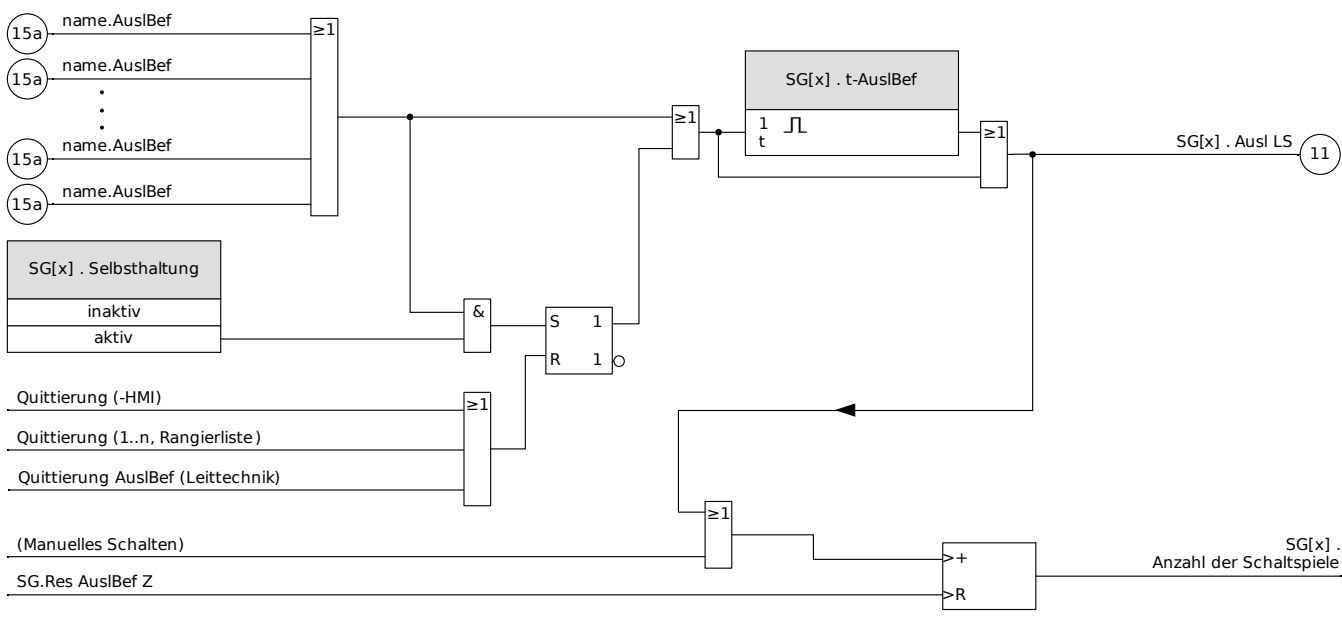 15a name.AuslBef
≥1
15a name.AuslBef
SG[x] . t-AuslBef
≥1
1
t
≥1
SG[x] . Ausl LS 11
15a name.AuslBef
15a name.AuslBef
SG[x] . Selbsthaltung
inaktiv
aktiv
&
S 1
R 1
Quittierung (-HMI)
≥1
Quittierung (1..n, Rangierliste)
Quittierung AuslBef (Leittechnik)
≥1
(Manuelles Schalten)
SG[x] .
Anzahl der Schaltspiele
>+
SG.Res AuslBef Z
>R